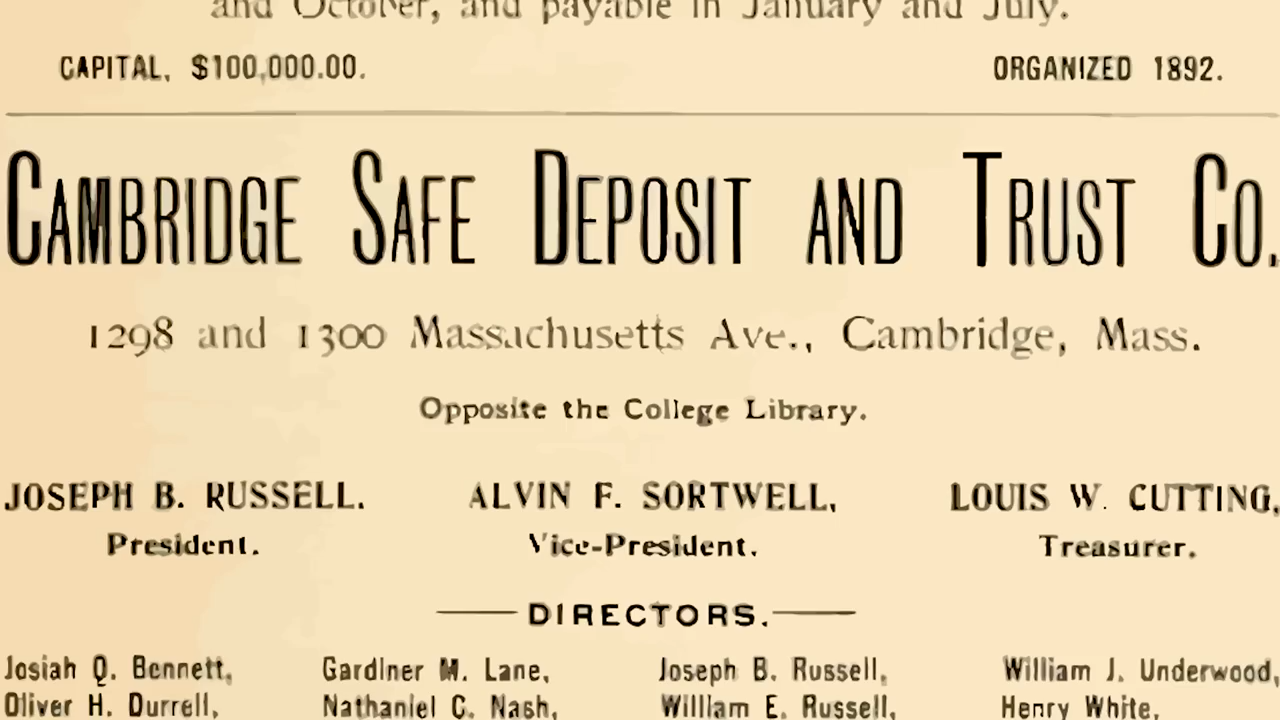 and October, and payable in January and July.
CAPITAL, $100,000.00. ORGANIZED 1892.
CAMBRIDGE SAFE DEPOSIT AND TRUST CO.
1298 and 1300 Massachusetts Ave., Cambridge, Mass.
Opposite the College Library.
JOSEPH B. RUSSELL. ALVIN F. SORTWELL, LOUIS W. CUTTING,
President. Vice-President. Treasurer.
DIRECTORS.
Josiah Q. Bennett, Gardiner M. Lane, Joseph B. Russell, William J. Underwood,
Oliver H. Durrell, Nathaniel C. Nash, William E. Russell, Henry White,